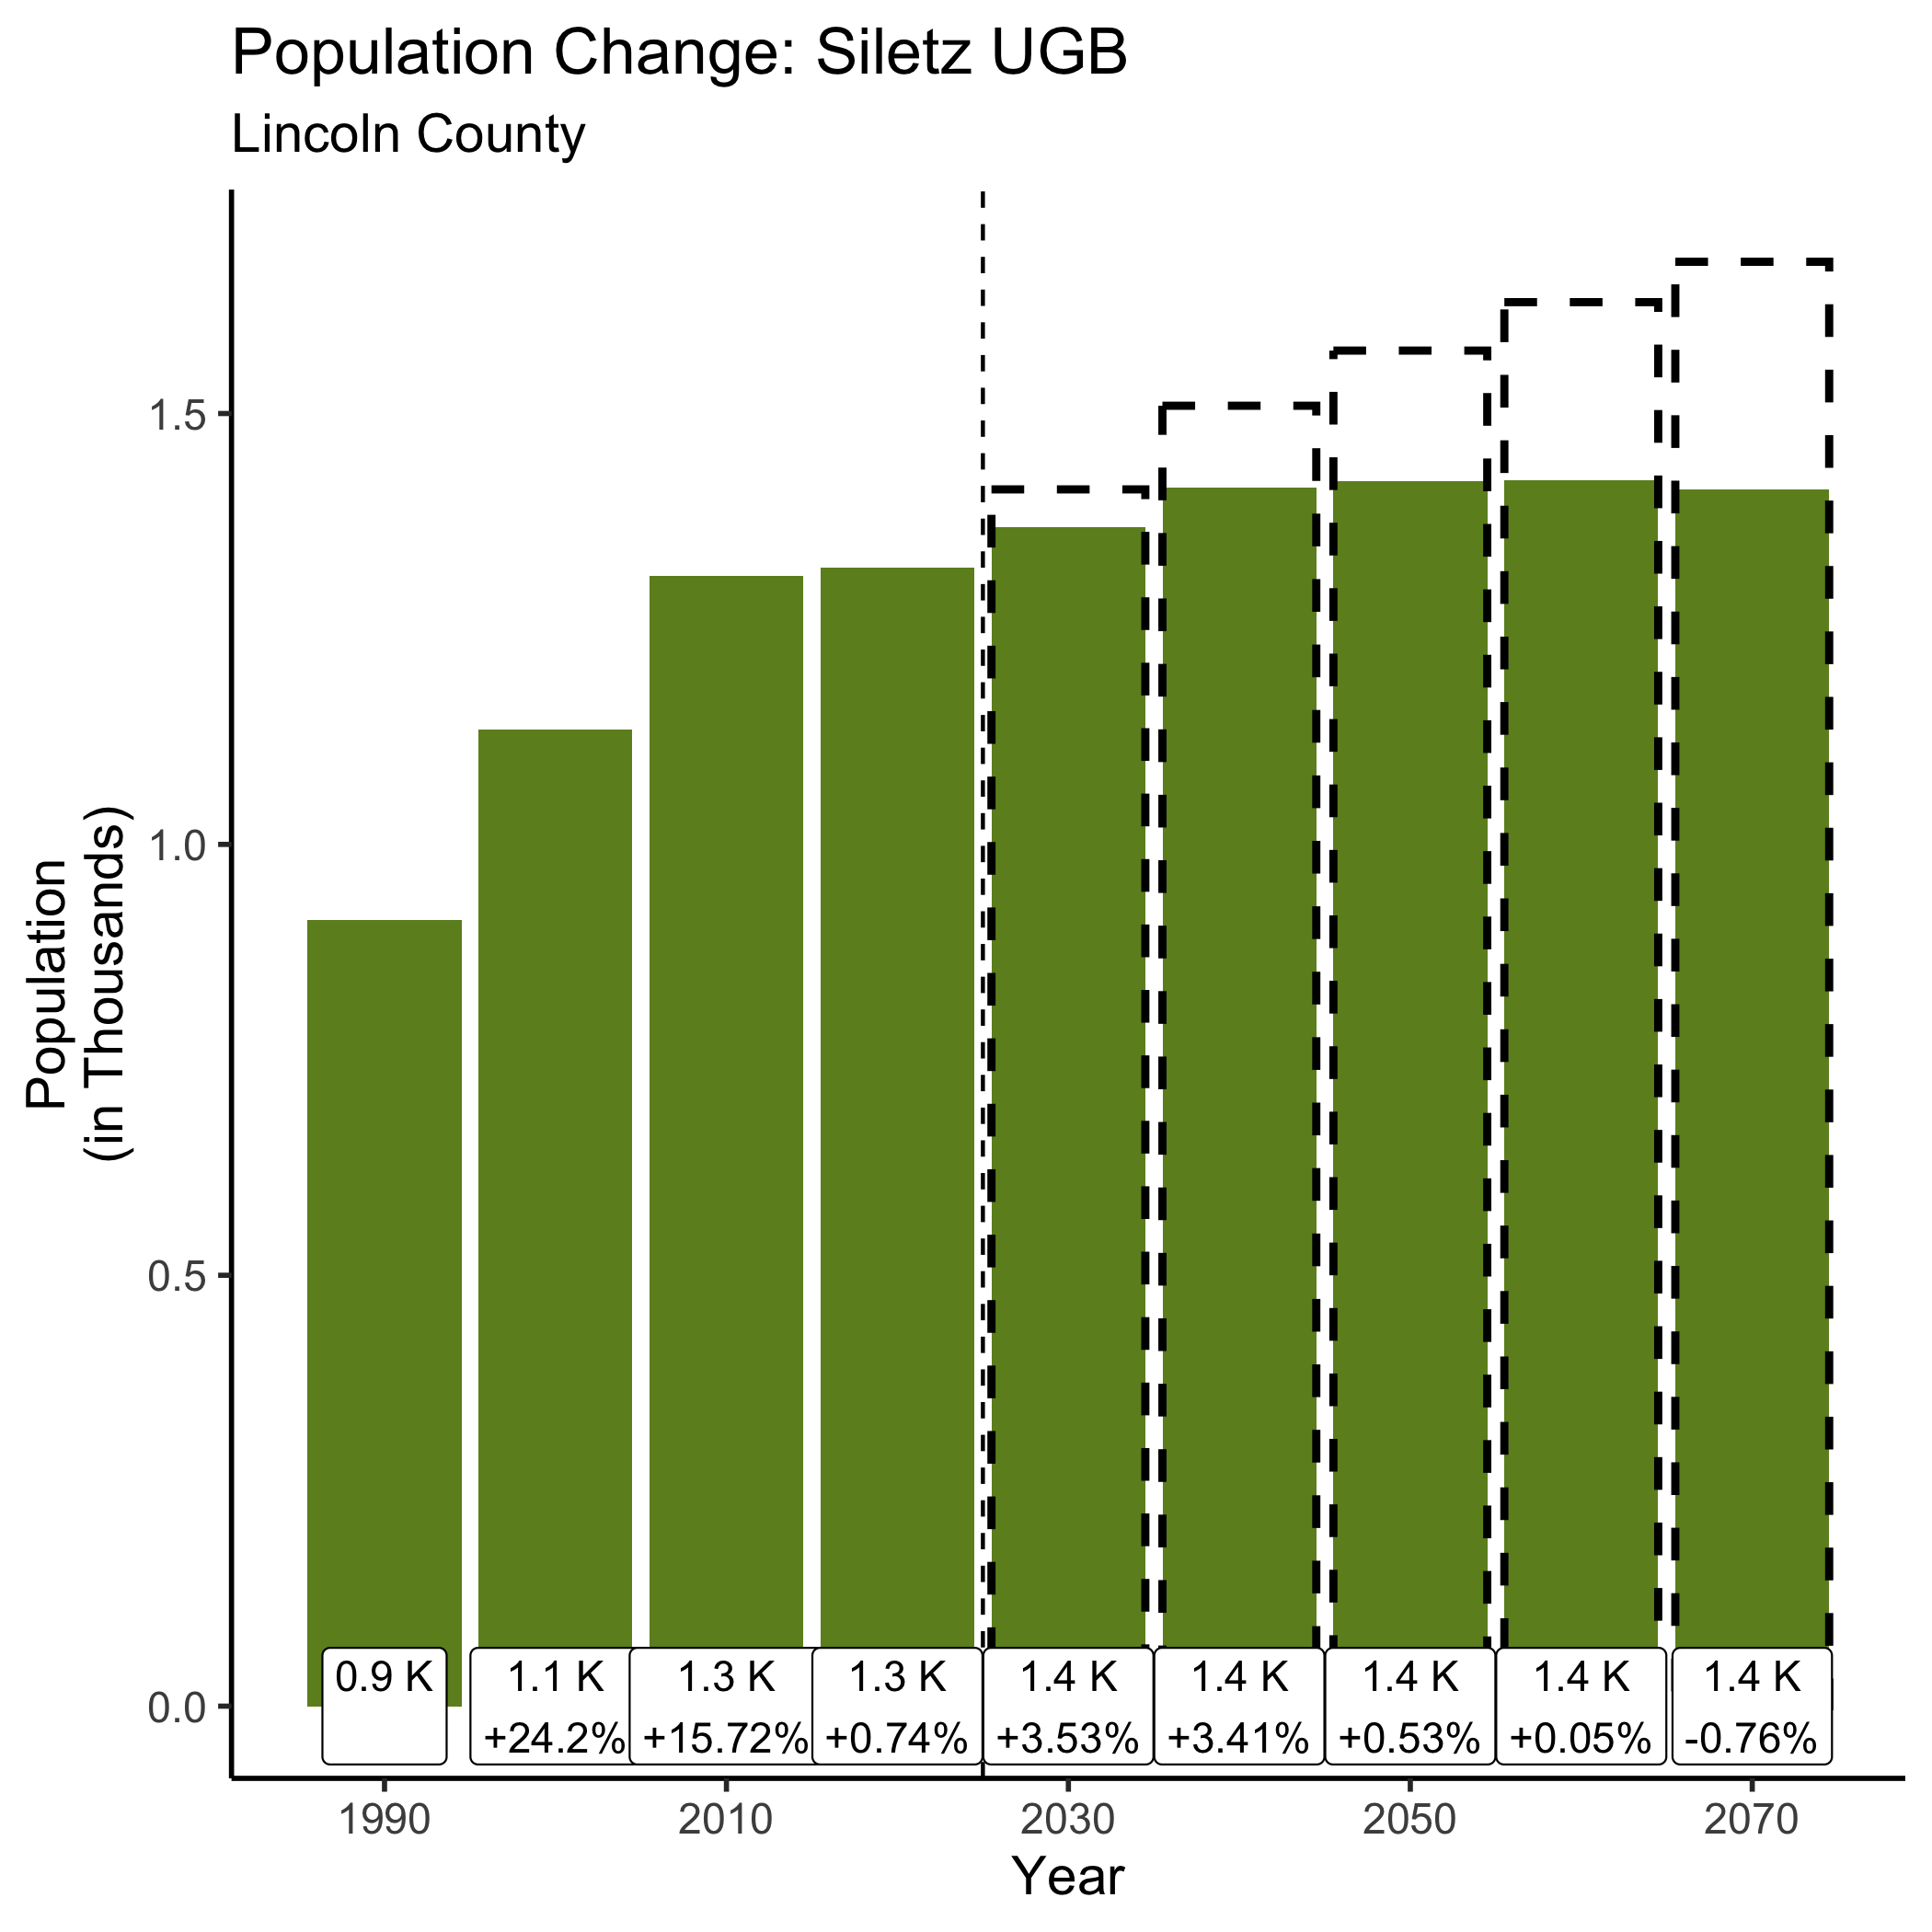 Population Change: Siletz UGB
Lincoln County
Population
(in Thousands)
1.5
1.0
0.5
0.0
0.9 K
1.1 K
+24.2%
1.3 K
+15.72%
1.3 K
+0.74%
1.4 K
+3.53%
1.4 K
+3.41%
1.4 K
+0.53%
1.4 K
+0.05%
1.4 K
-0.76%
1990
2010
2030
2050
2070
Year